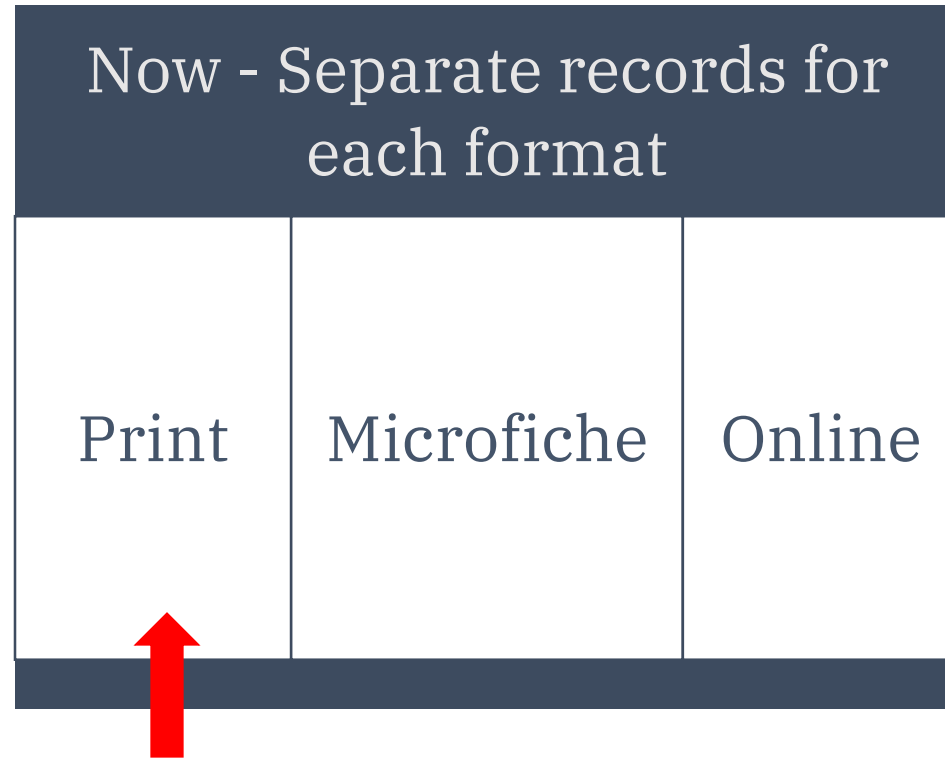 Now - Separate records for
each format
Print
Microfiche
Online